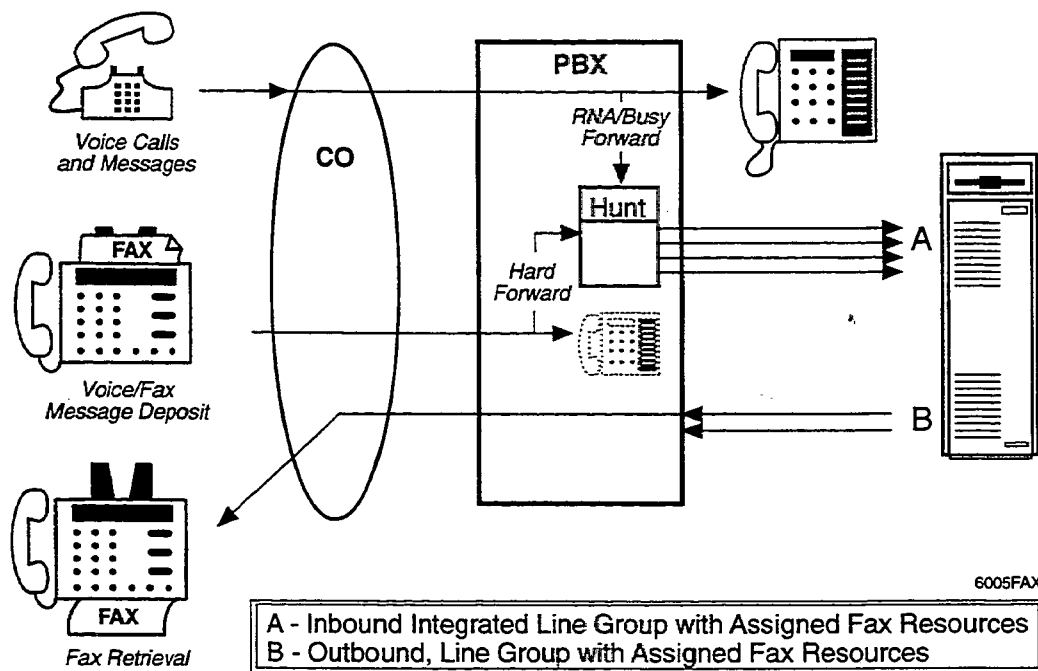 PBX
RNA/Busy
Forward
Voice Calls
and Messages
CO
Hunt
A
FAX
Hard
Forward
Voice/Fax
Message Deposit
B
FAX
Fax Retrieval
6005FAX
A - Inbound Integrated Line Group with Assigned Fax Resources
B - Outbound, Line Group with Assigned Fax Resources